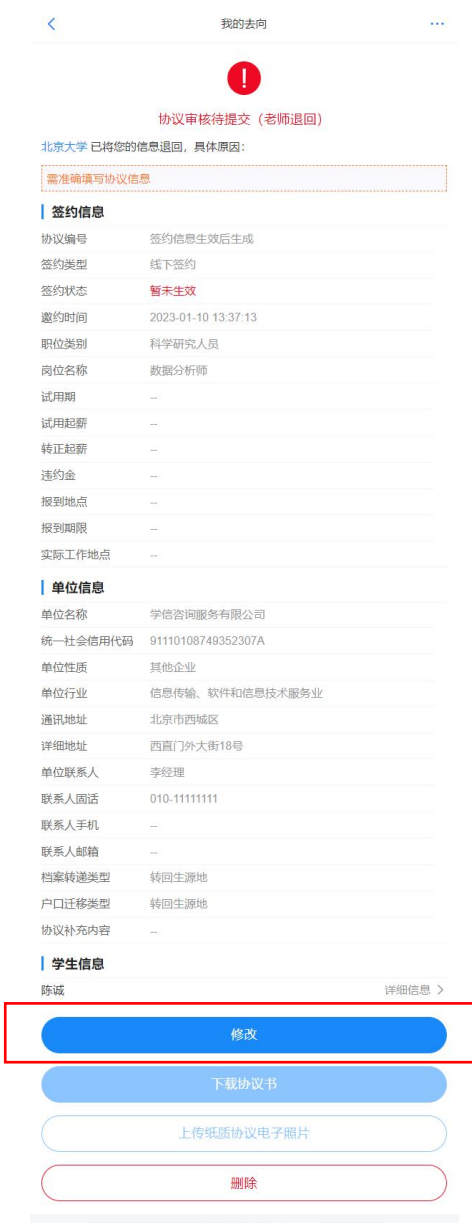 我的去向
...
!
协议审核待提交（老师退回）
北京大学 已将您的信息退回，具体原因：
需准确填写协议信息
签约信息
协议编号 签约信息生效后生成
签约类型 线下签约
签约状态 暂未生效
邀约时间 2023-01-10 13:37:13
职位类别 科学研究人员
岗位名称 数据分析师
试用期 --
试用起薪 --
转正起薪 --
违约金 --
报到地点 --
报到期限 --
实际工作地点 --
单位信息
单位名称 学信咨询服务有限公司
统一社会信用代码 91110108749352307A
单位性质 其他企业
单位行业 信息传输、软件和信息技术服务业
通讯地址 北京市西城区
详细地址 西直门外大街18号
单位联系人 李经理
联系人固话 010-11111111
联系人手机 --
联系人邮箱 --
档案转递类型 转回生源地
户口迁移类型 转回生源地
协议补充内容 --
学生信息
陈诚 详细信息 >
修改
下载协议书
上传纸质协议电子照片
删除